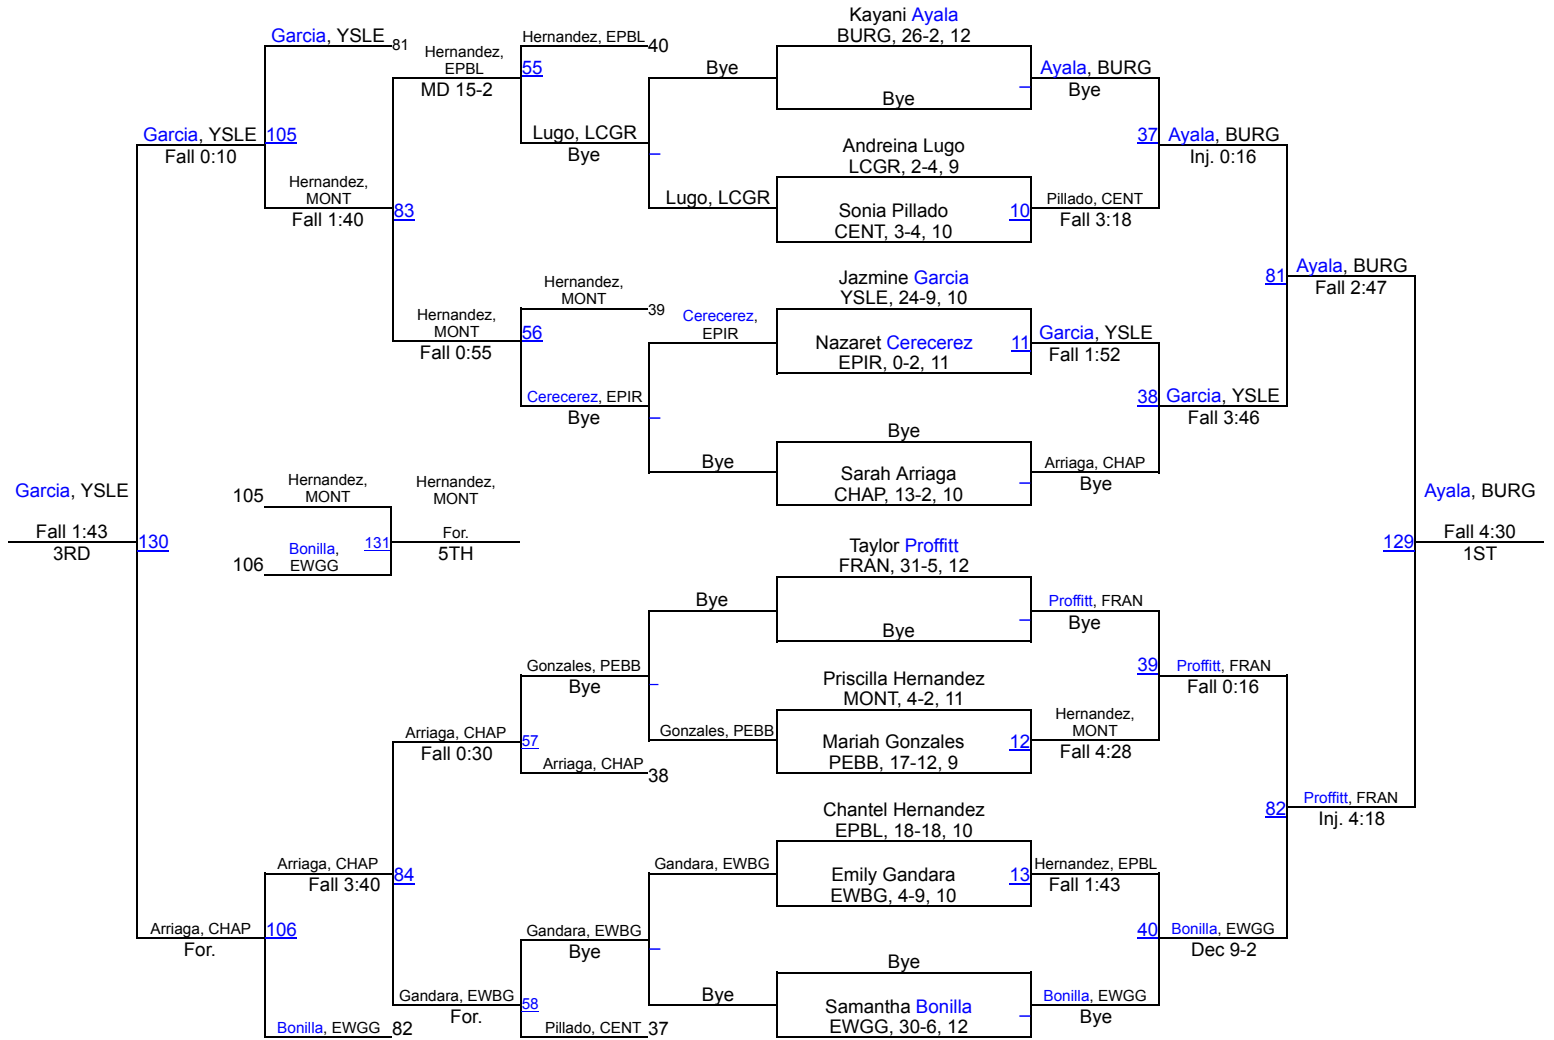 Kayani Ayala
BURG, 26-2, 12
Bye
Andreina Lugo
LCGR, 2-4, 9
Sonia Pillado
CENT, 3-4, 10
10
Jazmine Garcia
YSLE, 24-9, 10
Nazaret Cerecerez
EPIR, 0-2, 11
11
Bye
Sarah Arriaga
CHAP, 13-2, 10
Taylor Proffitt
FRAN, 31-5, 12
Bye
Priscilla Hernandez
MONT, 4-2, 11
Mariah Gonzales
PEBB, 17-12, 9
12
Chantel Hernandez
EPBL, 18-18, 10
Emily Gandara
EWBG, 4-9, 10
13
Bye
Samantha Bonilla
EWGG, 30-6, 12
Ayala, BURG
Bye
37
Pillado, CENT
Fall 3:18
Garcia, YSLE
Fall 1:52
38
Arriaga, CHAP
Bye
Proffitt, FRAN
Bye
39
Hernandez,
MONT
Fall 4:28
Hernandez, EPBL
Fall 1:43
40
Bonilla, EWGG
Bye
Ayala, BURG
Inj. 0:16
81
Garcia, YSLE
Fall 3:46
Proffitt, FRAN
Fall 0:16
82
Bonilla, EWGG
Dec 9-2
Ayala, BURG
Fall 2:47
129
Proffitt, FRAN
Inj. 4:18
Ayala, BURG
Fall 4:30
1ST
Bye
Lugo, LCGR
Cerecerez,
EPIR
Bye
Bye
Gonzales, PEBB
Gandara, EWBG
Bye
Hernandez, EPBL
40
55
Lugo, LCGR
Bye
Hernandez,
MONT
39
56
Cerecerez, EPIR
Bye
Gonzales, PEBB
Bye
57
Arriaga, CHAP
38
Gandara, EWBG
Bye
58
Pillado, CENT
37
Hernandez,
EPBL
MD 15-2
83
Hernandez,
MONT
Fall 0:55
Arriaga, CHAP
Fall 0:30
84
Gandara, EWBG
For.
Garcia, YSLE
81
105
Hernandez,
MONT
Fall 1:40
Arriaga, CHAP
Fall 3:40
106
Bonilla, EWGG
82
Garcia, YSLE
Fall 0:10
130
Arriaga, CHAP
For.
Garcia, YSLE
Fall 1:43
3RD
105
Hernandez,
MONT
131
106
Bonilla,
EWGG
Hernandez,
MONT
For.
5TH